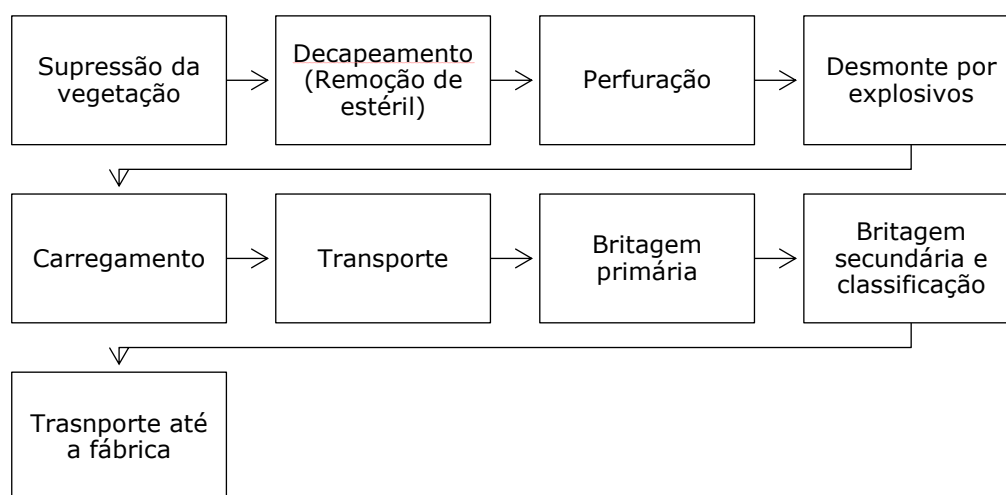 Supressão da
vegetação
Decapeamento
(Remoção de
estéril)
Perfuração
Desmonte por
explosivos
Carregamento
Transporte
Britagem
primária
Britagem
secundária e
classificação
Trasnporte até
a fábrica